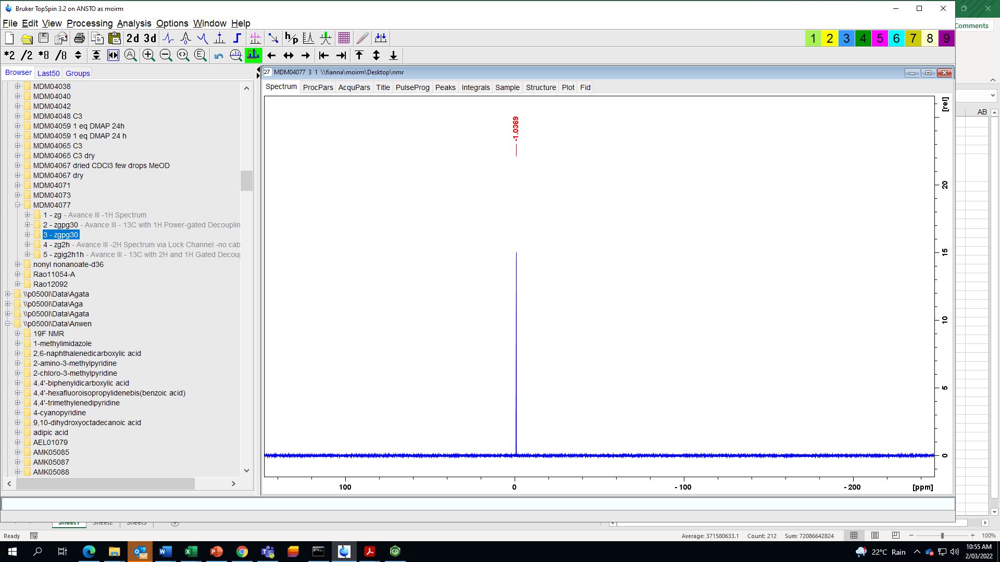 Bruker TopSpin 3.2 on ANSTO as moirm
File Edit View Processing Analysis Options Window Help
2d 3d h/p
1 2 3 4 5 6 7 8 9
Comments
*2 /2 *8 /8
Browser Last50 Groups
MDM04038
MDM04040
MDM04042
MDM04048 C3
MDM04059 1 eq DMAP 24h
MDM04059 1 eq DMAP 24 h
MDM04065 C3
MDM04065 C3 dry
MDM04067 dried CDCl3 few drops MeOD
MDM04067 dry
MDM04071
MDM04073
MDM04077
1 - zg - Avance III -1H Spectrum
2 - zgpg30 - Avance III - 13C with 1H Power-gated Decouplin
3 - zgpg30
4 - zg2h - Avance III -2H Spectrum via Lock Channel -no cab
5 - zgig2h1h - Avance III - 13C with 2H and 1H Gated Decou
nonyl nonanoate-d36
Rao11054-A
Rao12092
\\p0500l\Data\Agata
\\p0500l\Data\Aga
\\p0500l\Data\Agata
\\p0500l\Data\Anwen
19F NMR
1-methylimidazole
2,6-naphthalenedicarboxylic acid
2-amino-3-methylpyridine
2-chloro-3-methylpyridine
4,4'-biphenyldicarboxylic acid
4,4'-hexafluoroisopropylidenebis(benzoic acid)
4,4'-trimethylenedipyridine
4-cyanopyridine
9,10-dihydroxyoctadecanoic acid
adipic acid
AEL01079
AMK05085
AMK05087
AMK05088
27 MDM04077 3 1 \\fianna\moirm\Desktop\nmr
Spectrum ProcPars AcquPars Title PulseProg Peaks Integrals Sample Structure Plot Fid
-1.0369
[rel]
20
15
10
5
0
100 0 -100 -200 [ppm]
AB
Sheet1 Sheet2 Sheet3
Ready
Average: 371580633.1 Count: 212 Sum: 72086642824
100%
22°C Rain
10:55 AM
2/03/2022